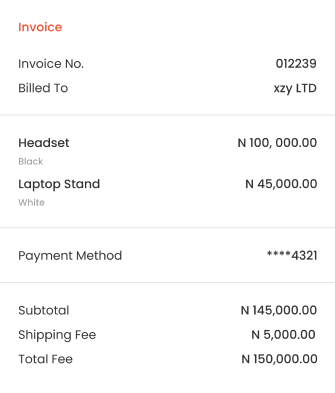 Invoice
Invoice No. 012239
Billed To xzy LTD
Headset N 100, 000.00
Black
Laptop Stand N 45,000.00
White
Payment Method ****4321
Subtotal N 145,000.00
Shipping Fee N 5,000.00
Total Fee N 150,000.00